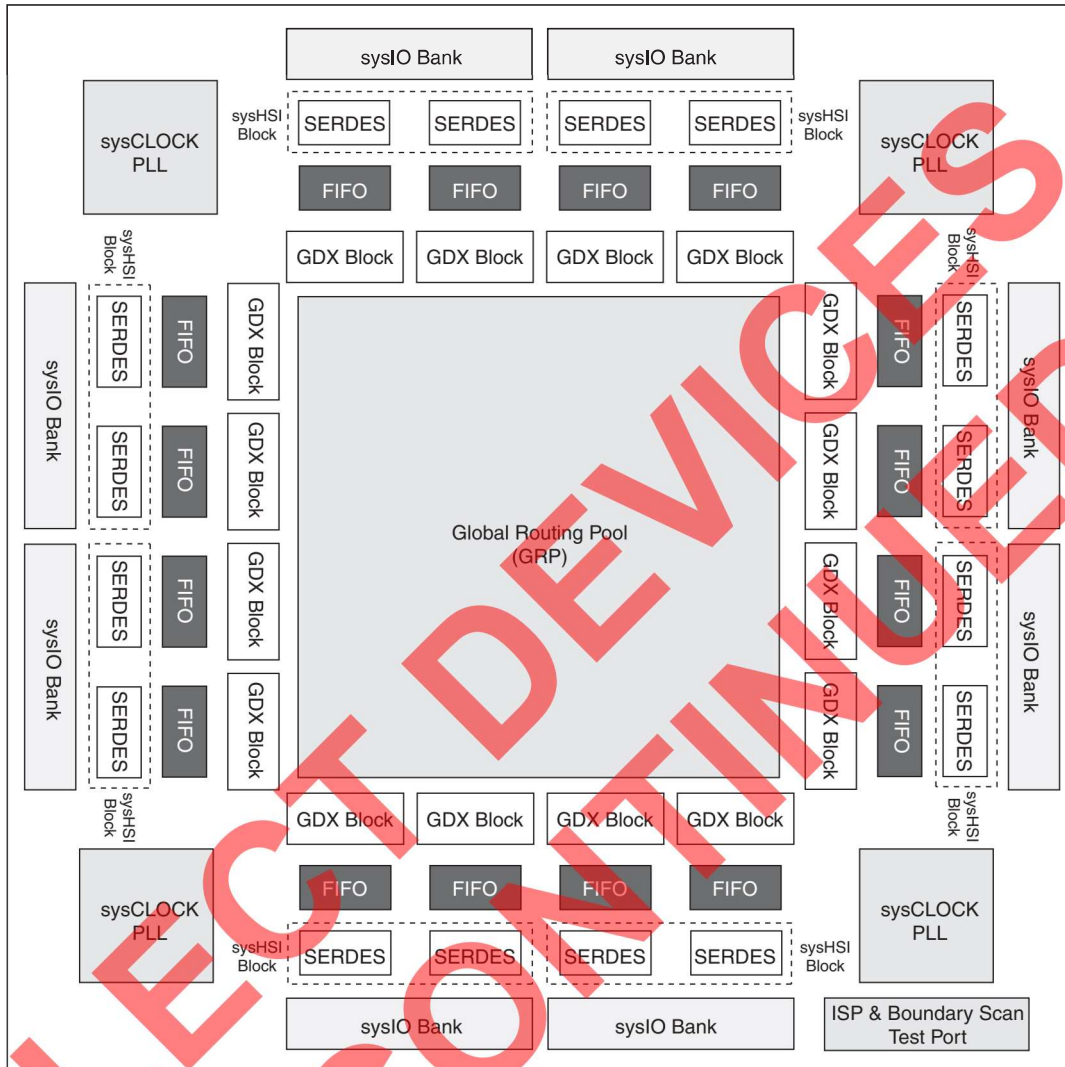 sysIO Bank
sysIO Bank
sysCLOCK
PLL
sysHSI
Block
SERDES
SERDES
SERDES
SERDES
sysHSI
Block
sysCLOCK
PLL
FIFO
FIFO
FIFO
FIFO
sysHSI
Block
GDX Block
GDX Block
GDX Block
GDX Block
sysHSI
Block
sysIO Bank
SERDES
FIFO
GDX Block
GDX Block
FIFO
SERDES
sysIO Bank
SERDES
FIFO
GDX Block
GDX Block
FIFO
SERDES
Global Routing Pool
(GRP)
sysIO Bank
SERDES
FIFO
GDX Block
GDX Block
FIFO
SERDES
sysIO Bank
SERDES
FIFO
GDX Block
GDX Block
FIFO
SERDES
sysHSI
Block
GDX Block
GDX Block
GDX Block
GDX Block
sysHSI
Block
sysCLOCK
PLL
FIFO
FIFO
FIFO
FIFO
sysCLOCK
PLL
sysHSI
Block
SERDES
SERDES
SERDES
SERDES
sysHSI
Block
sysIO Bank
sysIO Bank
ISP & Boundary Scan
Test Port
DEVICES